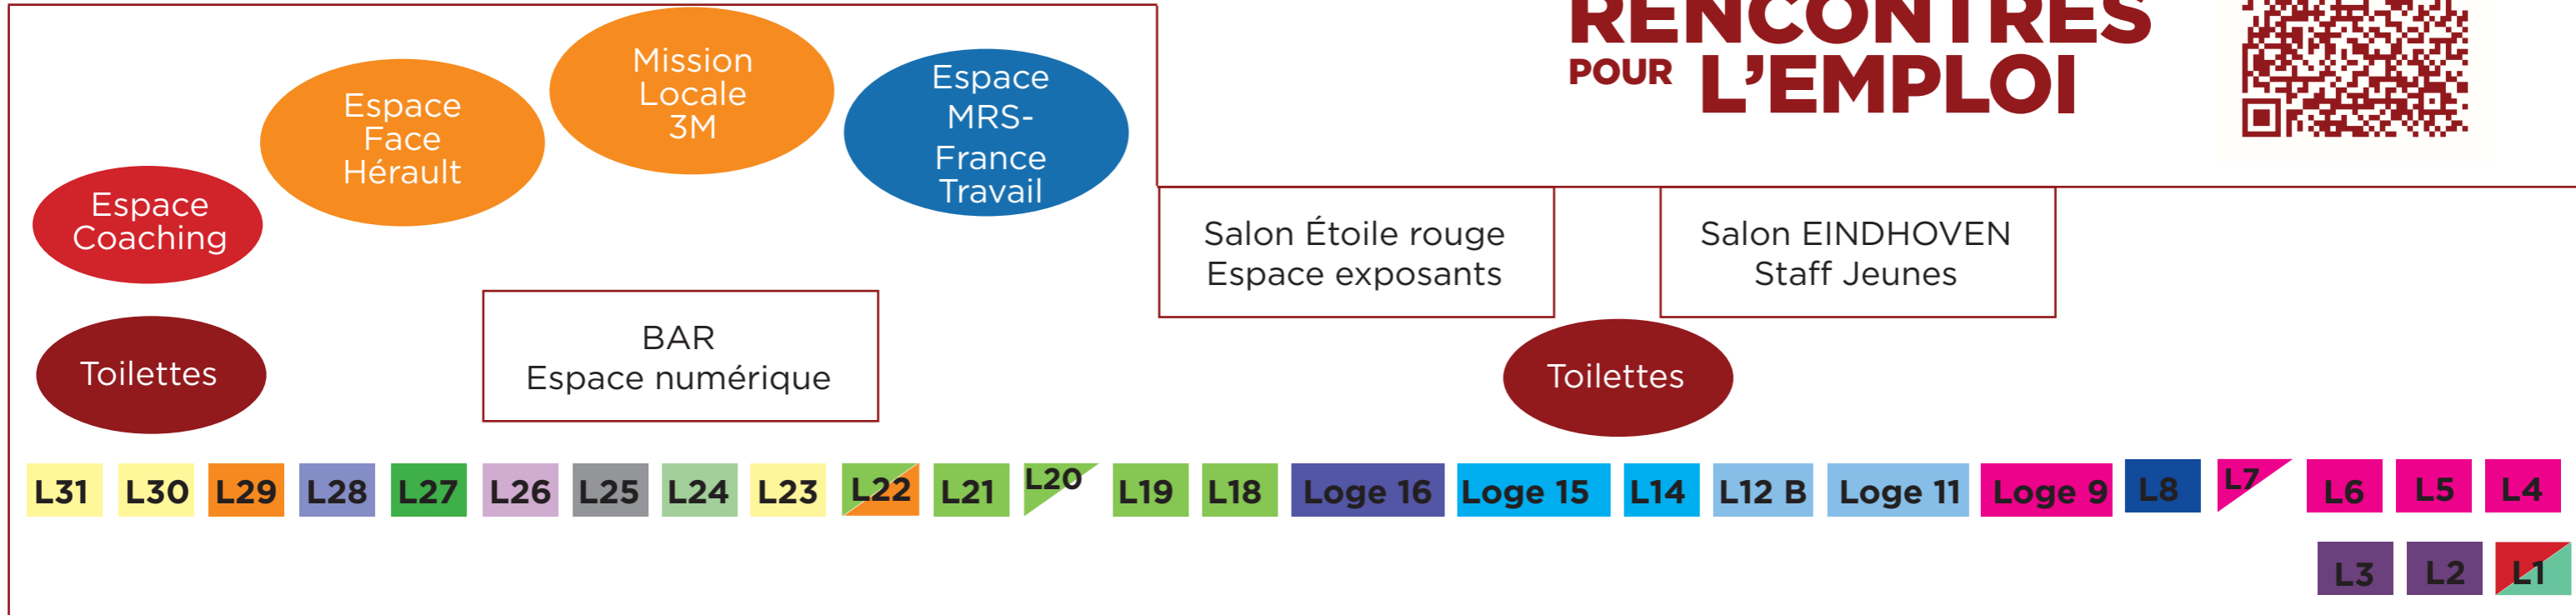 RENCONTRES
POUR L'EMPLOI
Mission
Locale
3M
Espace
Face
Hérault
Espace
MRS-
France
Travail
Espace
Coaching
Salon Étoile rouge
Espace exposants
Salon EINDHOVEN
Staff Jeunes
BAR
Espace numérique
Toilettes
Toilettes
L31 L30 L29 L28 L27 L26 L25 L24 L23 L22 L21 L20 L19 L18 Loge 16 Loge 15 L14 L12 B Loge 11 Loge 9 L8 L7 L6 L5 L4
L3 L2 L1